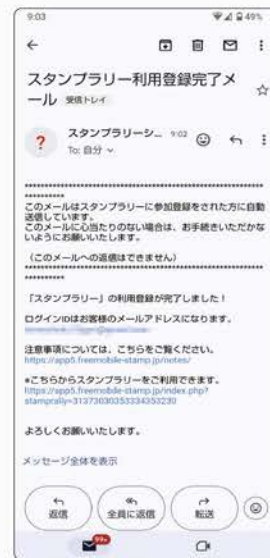 9:03
49%
スタンプラリー利用登録完了メ
ール 受信トレイ
?
スタンプラリーシ... 9:02
To: 自分
**********************************************************
**********
このメールはスタンプラリーに参加登録をされた方に自動
送信しています。
このメールに心当たりのない場合は、お手続きいただかな
いようにお願いいたします。
(このメールへの返信はできません)
**********************************************************
**********
「スタンプラリー」の利用登録が完了しました！
ログインIDはお客様のメールアドレスになります。
注意事項については、こちらをご覧ください。
https://app5.freemobile-stamp.jp/notes/
*こちらからスタンプラリーをご利用できます。
https://app5.freemobile-stamp.jp/index.php?
stamprally=31373030353334353230
よろしくお願いいたします。
メッセージ全体を表示
返信
全員に返信
転送
99+